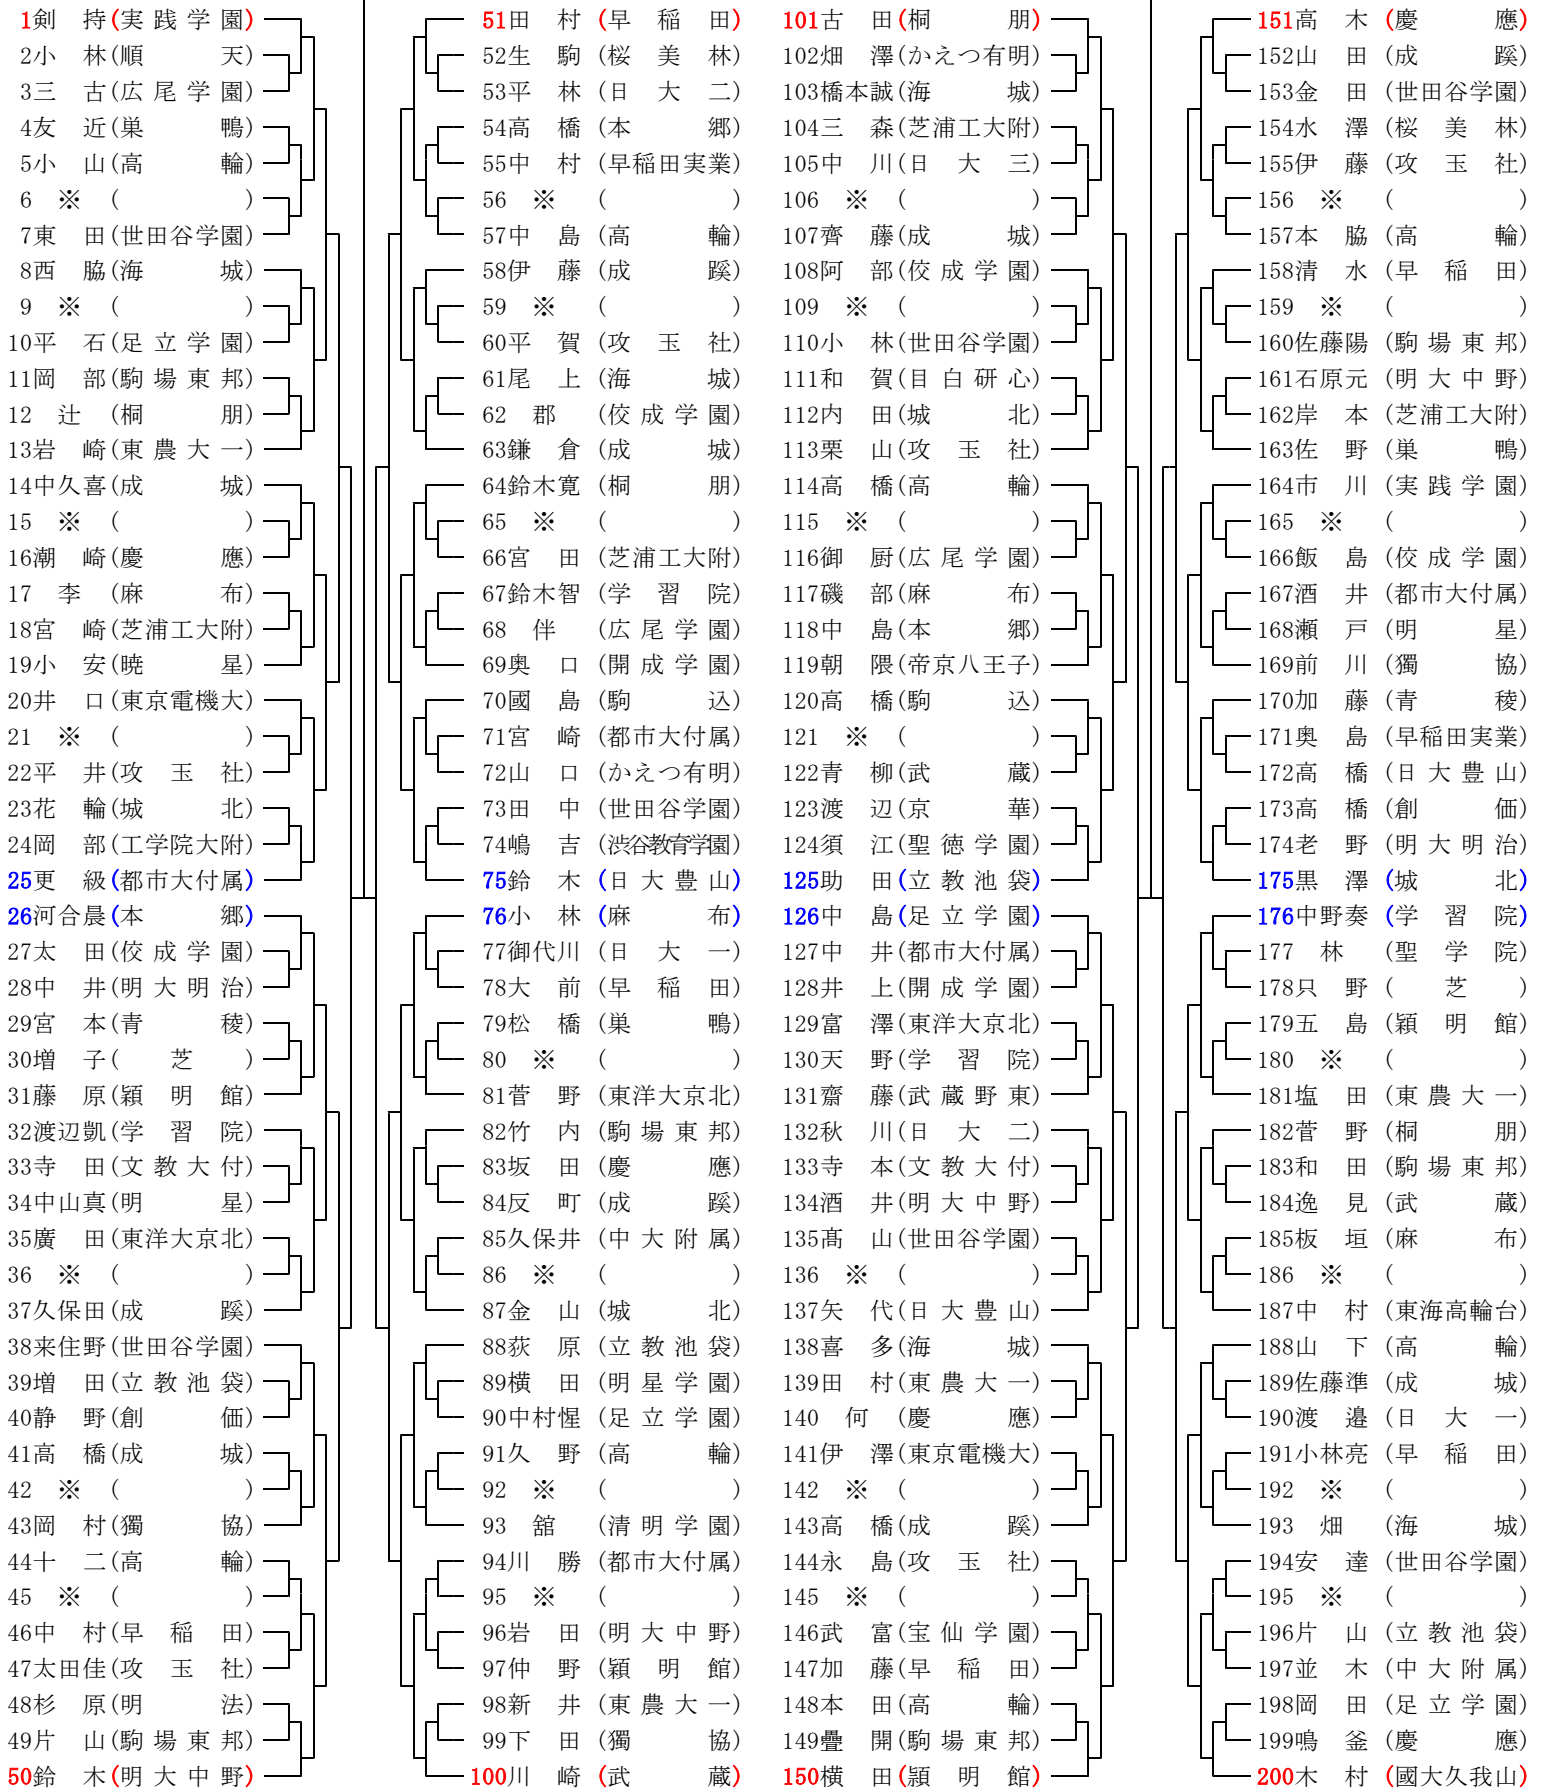 1剣 持(実践学園)
2小 林(順 天)
3三 古(広尾学園)
4友 近(巣 鴨)
5小 山(高 輪)
6 ※ ( )
7東 田(世田谷学園)
8西 脇(海 城)
9 ※ ( )
10平 石(足立学園)
11岡 部(駒場東邦)
12 辻 (桐 朋)
13岩 崎(東農大一)
14中久喜(成 城)
15 ※ ( )
16潮 崎(慶 應)
17 李 (麻 布)
18宮 崎(芝浦工大附)
19小 安(暁 星)
20井 口(東京電機大)
21 ※ ( )
22平 井(攻玉社)
23花 輪(城 北)
24岡 部(工学院大附)
25更 級(都市大付属)
26河合晨(本 郷)
27太 田(佼成学園)
28中 井(明大明治)
29宮 本(青 稜)
30増 子( 芝 )
31藤 原(穎明館)
32渡辺凱(学習院)
33寺 田(文教大付)
34中山真(明 星)
35廣 田(東洋大京北)
36 ※ ( )
37久保田(成 蹊)
38来住野(世田谷学園)
39増 田(立教池袋)
40静 野(創 価)
41高 橋(成 城)
42 ※ ( )
43岡 村(獨 協)
44十 二(高 輪)
45 ※ ( )
46中 村(早稲田)
47太田佳(攻玉社)
48杉 原(明 法)
49片 山(駒場東邦)
50鈴 木(明大中野)
51田 村(早稲田)
52生 駒(桜美林)
53平 林(日大二)
54高 橋(本 郷)
55中 村(早稲田実業)
56 ※ ( )
57中 島(高 輪)
58伊 藤(成 蹊)
59 ※ ( )
60平 賀(攻玉社)
61尾 上(海 城)
62 郡 (佼成学園)
63鎌 倉(成 城)
64鈴木寛(桐 朋)
65 ※ ( )
66宮 田(芝浦工大附)
67鈴木智(学習院)
68 伴 (広尾学園)
69奥 口(開成学園)
70國 島(駒 込)
71宮 崎(都市大付属)
72山 口(かえつ有明)
73田 中(世田谷学園)
74嶋 吉(渋谷教育学園)
75鈴 木(日大豊山)
76小 林(麻 布)
77御代川(日大一)
78大 前(早稲田)
79松 橋(巣 鴨)
80 ※ ( )
81菅 野(東洋大京北)
82竹 内(駒場東邦)
83坂 田(慶 應)
84反 町(成 蹊)
85久保井(中大附属)
86 ※ ( )
87金 山(城 北)
88荻 原(立教池袋)
89横 田(明星学園)
90中村惺(足立学園)
91久 野(高 輪)
92 ※ ( )
93 舘 (清明学園)
94川 勝(都市大付属)
95 ※ ( )
96岩 田(明大中野)
97仲 野(穎明館)
98新 井(東農大一)
99下 田(獨 協)
100川 崎(武 蔵)
101古 田(桐 朋)
102畑 澤(かえつ有明)
103橋本誠(海 城)
104三 森(芝浦工大附)
105中 川(日大三)
106 ※ ( )
107齊 藤(成 城)
108阿 部(佼成学園)
109 ※ ( )
110小 林(世田谷学園)
111和 賀(目白研心)
112内 田(城 北)
113栗 山(攻玉社)
114高 橋(高 輪)
115 ※ ( )
116御 厨(広尾学園)
117磯 部(麻 布)
118中 島(本 郷)
119朝 隈(帝京八王子)
120高 橋(駒 込)
121 ※ ( )
122青 柳(武 蔵)
123渡 辺(京 華)
124須 江(聖徳学園)
125助 田(立教池袋)
126中 島(足立学園)
127中 井(都市大付属)
128井 上(開成学園)
129富 澤(東洋大京北)
130天 野(学習院)
131齋 藤(武蔵野東)
132秋 川(日大二)
133寺 本(文教大付)
134酒 井(明大中野)
135髙 山(世田谷学園)
136 ※ ( )
137矢 代(日大豊山)
138喜 多(海 城)
139田 村(東農大一)
140 何 (慶 應)
141伊 澤(東京電機大)
142 ※ ( )
143高 橋(成 蹊)
144永 島(攻玉社)
145 ※ ( )
146武 富(宝仙学園)
147加 藤(早稲田)
148本 田(高 輪)
149疊 開(駒場東邦)
150横 田(穎明館)
151高 木(慶 應)
152山 田(成 蹊)
153金 田(世田谷学園)
154水 澤(桜美林)
155伊 藤(攻玉社)
156 ※ ( )
157本 脇(高 輪)
158清 水(早稲田)
159 ※ ( )
160佐藤陽(駒場東邦)
161石原元(明大中野)
162岸 本(芝浦工大附)
163佐 野(巣 鴨)
164市 川(実践学園)
165 ※ ( )
166飯 島(佼成学園)
167酒 井(都市大付属)
168瀬 戸(明 星)
169前 川(獨 協)
170加 藤(青 稜)
171奥 島(早稲田実業)
172高 橋(日大豊山)
173高 橋(創 価)
174老 野(明大明治)
175黒 澤(城 北)
176中野奏(学習院)
177 林 (聖学院)
178只 野( 芝 )
179五 島(穎明館)
180 ※ ( )
181塩 田(東農大一)
182菅 野(桐 朋)
183和 田(駒場東邦)
184逸 見(武 蔵)
185板 垣(麻 布)
186 ※ ( )
187中 村(東海高輪台)
188山 下(高 輪)
189佐藤準(成 城)
190渡 邉(日大一)
191小林亮(早稲田)
192 ※ ( )
193 畑 (海 城)
194安 達(世田谷学園)
195 ※ ( )
196片 山(立教池袋)
197並 木(中大附属)
198岡 田(足立学園)
199鳴 釜(慶 應)
200木 村(國大久我山)